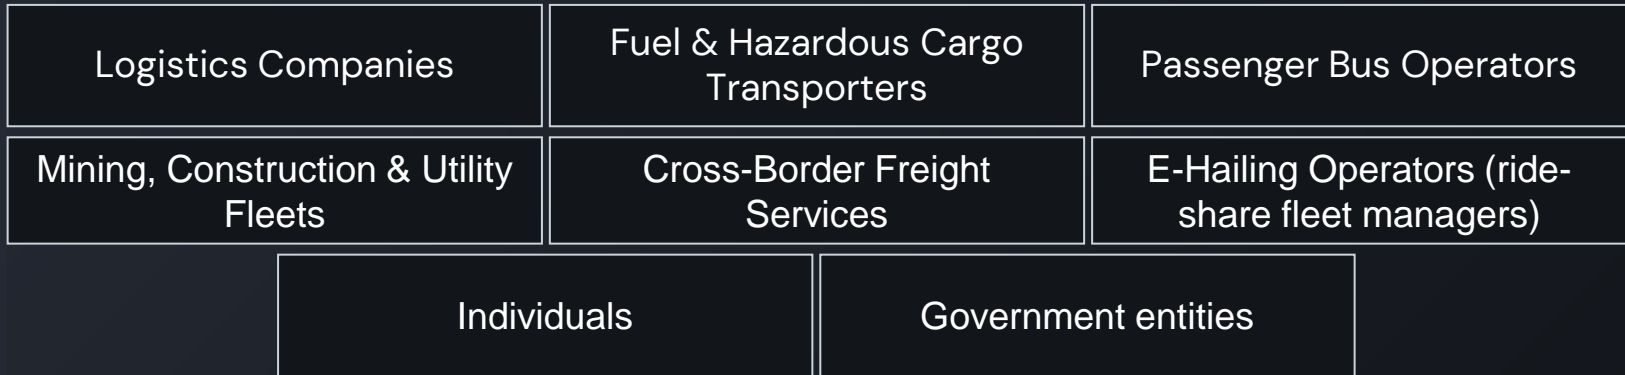 Logistics Companies
Fuel & Hazardous Cargo
Transporters
Passenger Bus Operators
Mining, Construction & Utility
Fleets
Cross-Border Freight
Services
E-Hailing Operators (ride-
share fleet managers)
Individuals
Government entities